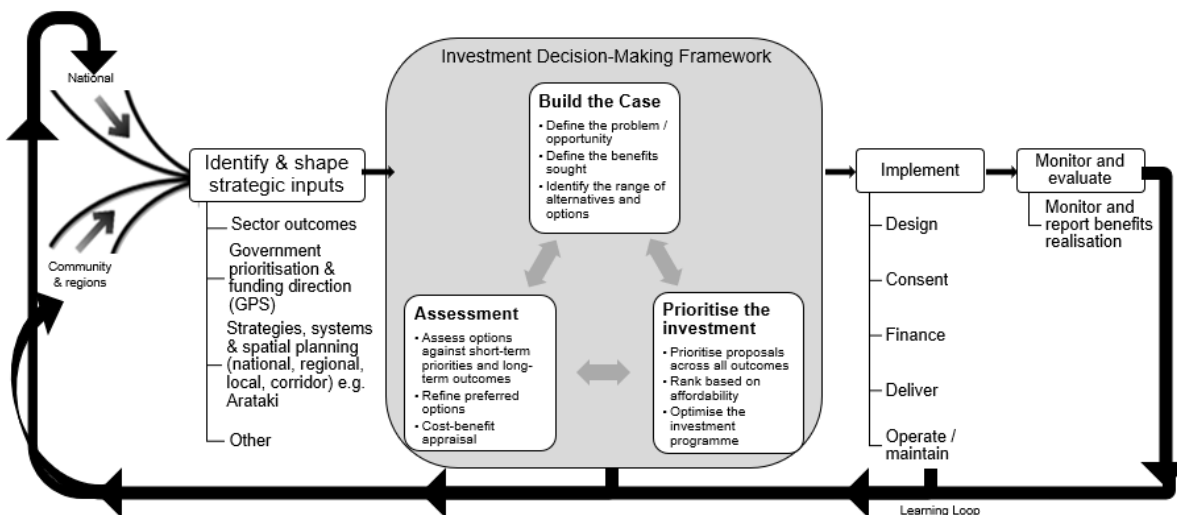 National
Community
& regions
Identify & shape
strategic inputs
Sector outcomes
Government
prioritisation &
funding direction
(GPS)
Strategies, systems
& spatial planning
(national, regional,
local, corridor) e.g.
Arataki
Other
Investment Decision-Making Framework
Build the Case
• Define the problem /
opportunity
• Define the benefits
sought
• Identify the range of
alternatives and
options
Assessment
• Assess options
against short-term
priorities and long-
term outcomes
• Refine preferred
options
• Cost-benefit
appraisal
Prioritise the
investment
• Prioritise proposals
across all outcomes
• Rank based on
affordability
• Optimise the
investment
programme
Implement
Design
Consent
Finance
Deliver
Operate /
maintain
Monitor and
evaluate
Monitor and
report benefits
realisation
Learning Loop